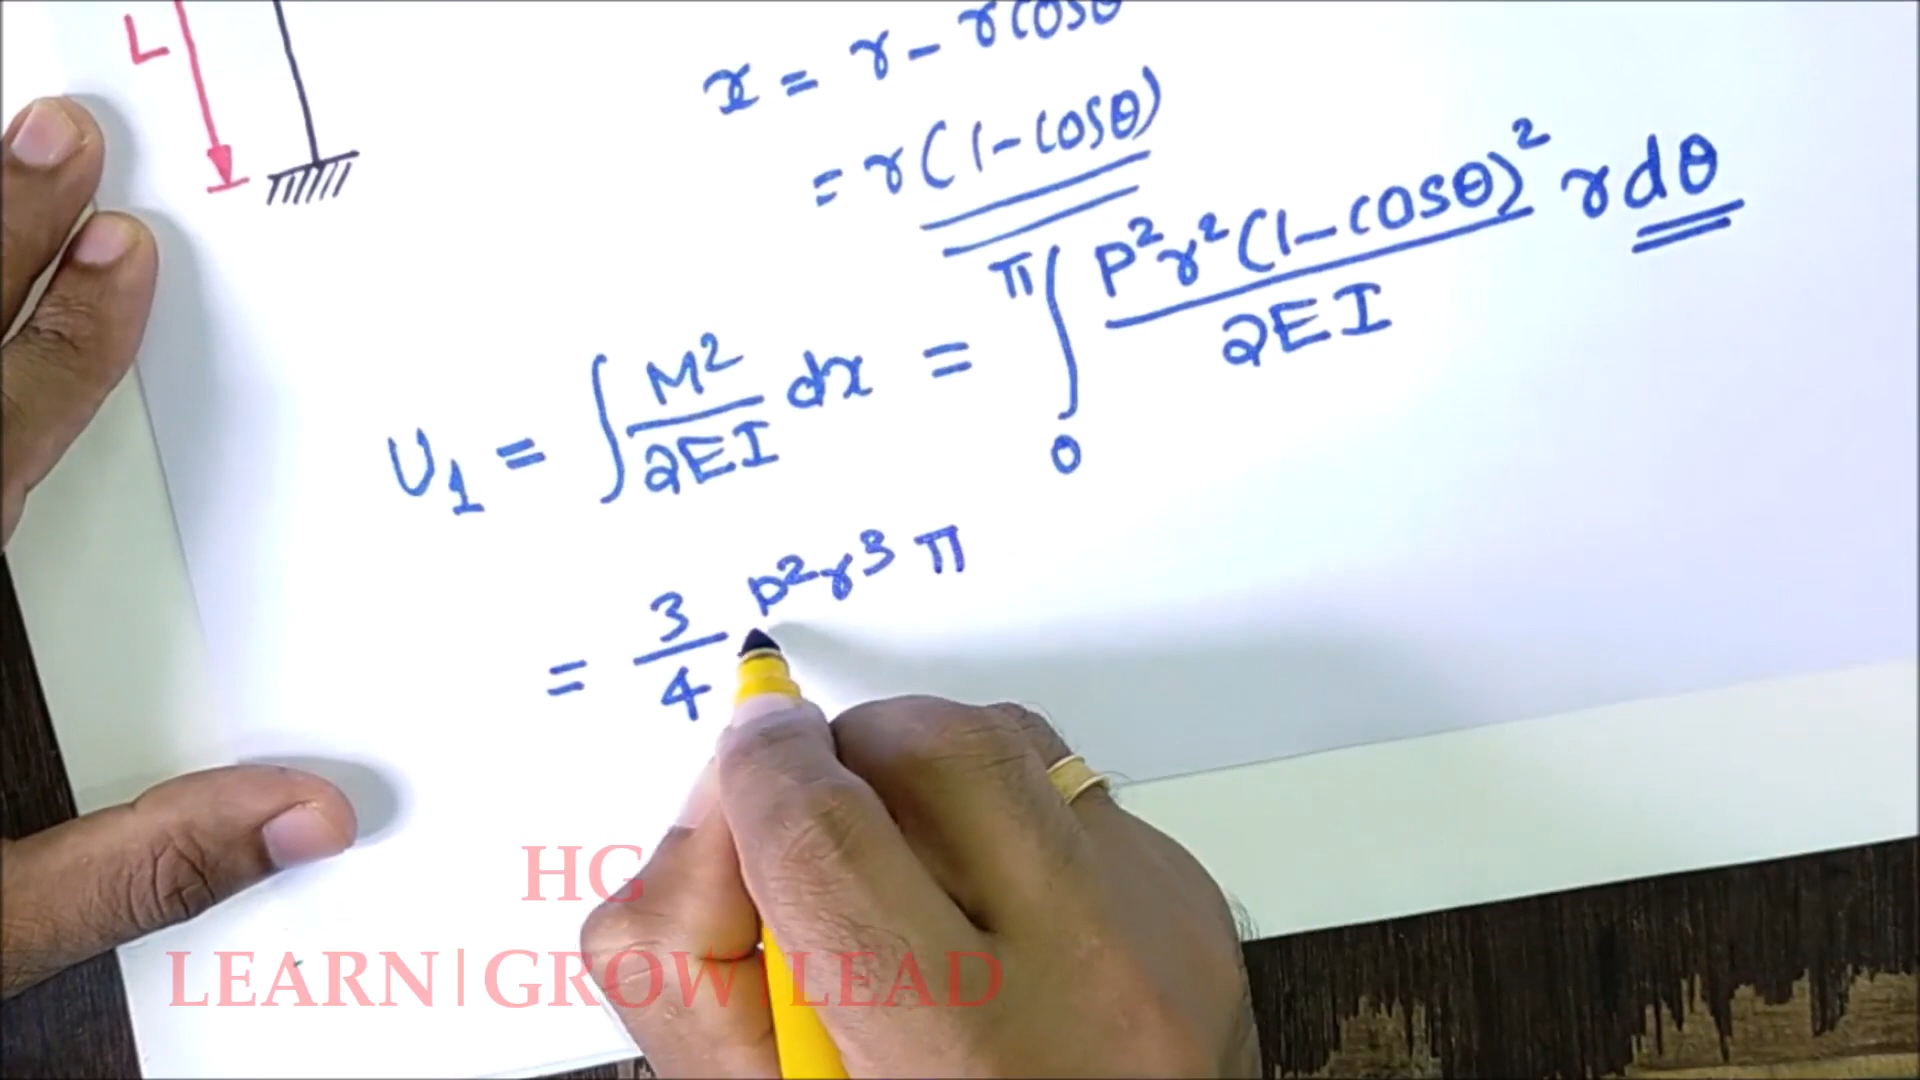 L
x = r - r cosθ
= r(1-cosθ)
U₁ = ∫ M²/2EI dx = ∫₀^π P²r²(1-cosθ)²/2EI r dθ
= 3/4 P²r³ π
HG
LEARN|GROW|LEAD